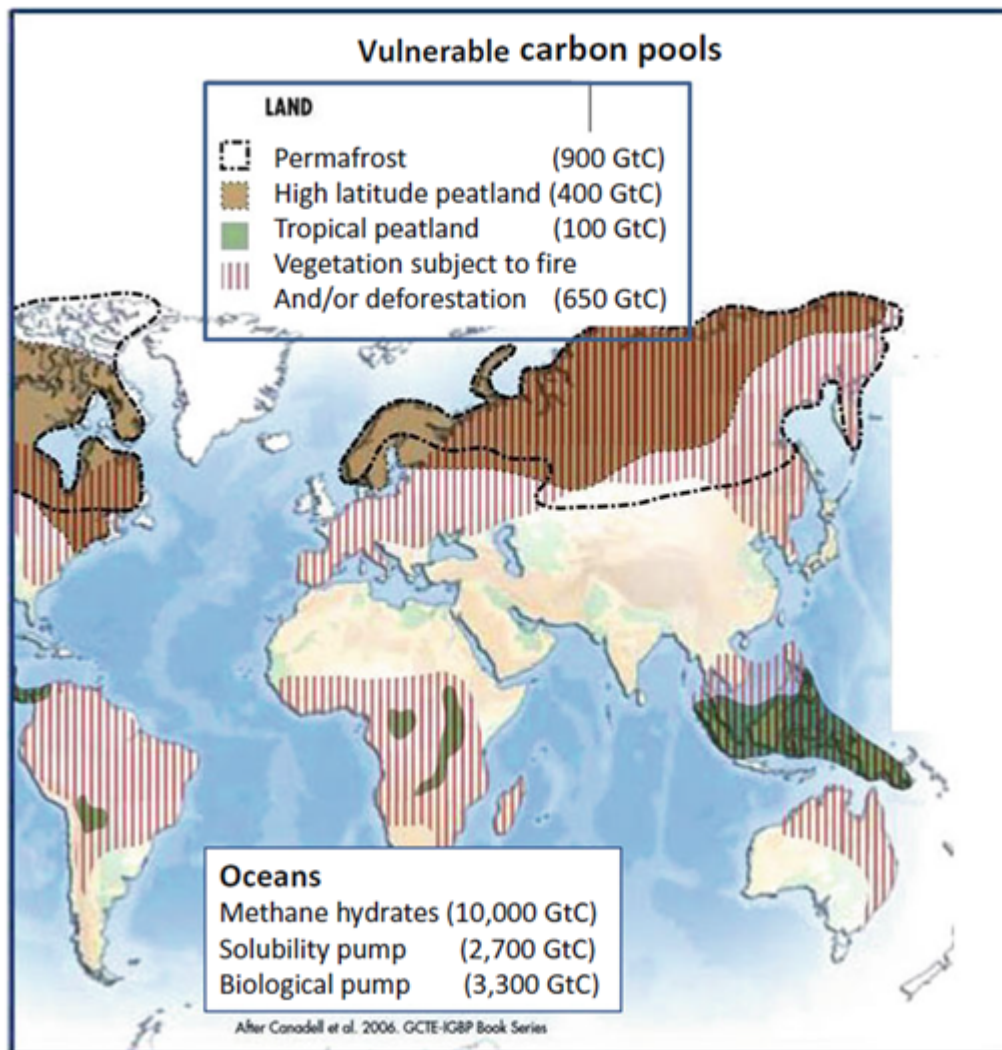 Vulnerable carbon pools
LAND
Permafrost (900 GtC)
High latitude peatland (400 GtC)
Tropical peatland (100 GtC)
Vegetation subject to fire
And/or deforestation (650 GtC)
Oceans
Methane hydrates (10,000 GtC)
Solubility pump (2,700 GtC)
Biological pump (3,300 GtC)
After Canadell et al. 2006. GCTE-IGBP Book Series